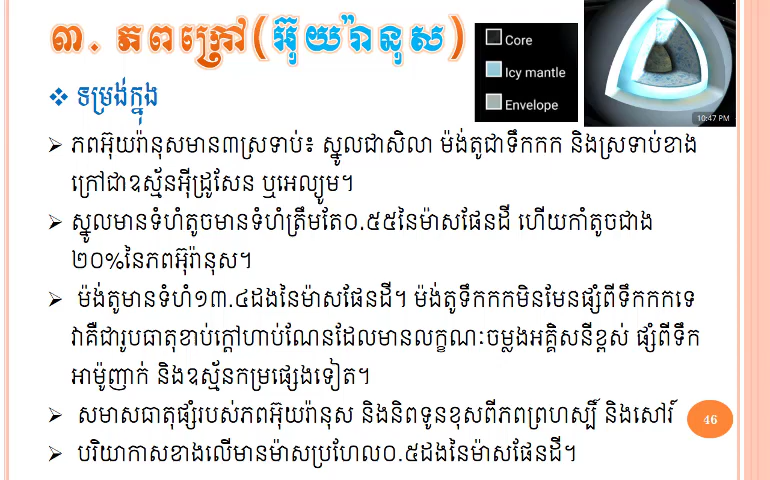 ៣. ភពក្រៅ(អ៊ុយរ៉ានុស)
Core
Icy mantle
Envelope
10:47 PM
❖ ទម្រង់ក្នុង
➢ ភពអ៊ុយរ៉ានុសមាន៣ស្រទាប់៖ ស្នូលជាសិលា ម៉ង់តូជាទឹកកក និងស្រទាប់ខាង
ក្រៅជាឧស្ម័នអ៊ីដ្រូសែន ឬអេល្យូម។
➢ ស្នូលមានទំហំតូចមានទំហំត្រឹមតែ០.៥៥នៃម៉ាសផែនដី ហើយកាំតូចជាង
២០%នៃភពអ៊ុរ៉ានុស។
➢ ម៉ង់តូមានទំហំ១៣.៤ដងនៃម៉ាសផែនដី។ ម៉ង់តូទឹកកកមិនមែនផ្សំពីទឹកកកទេ
វាគឺជារូបធាតុខាប់ក្តៅហាប់ណែនដែលមានលក្ខណៈចម្លងអគ្គិសនីខ្ពស់ ផ្សំពីទឹក
អាម៉ូញាក់ និងឧស្ម័នកម្រផ្សេងទៀត។
➢ សមាសធាតុផ្សំរបស់ភពអ៊ុយរ៉ានុស និងនិពទូនខុសពីភពព្រហស្បិ៍ និងសៅរ៍
46
➢ បរិយាកាសខាងលើមានម៉ាសប្រហែល០.៥ដងនៃម៉ាសផែនដី។